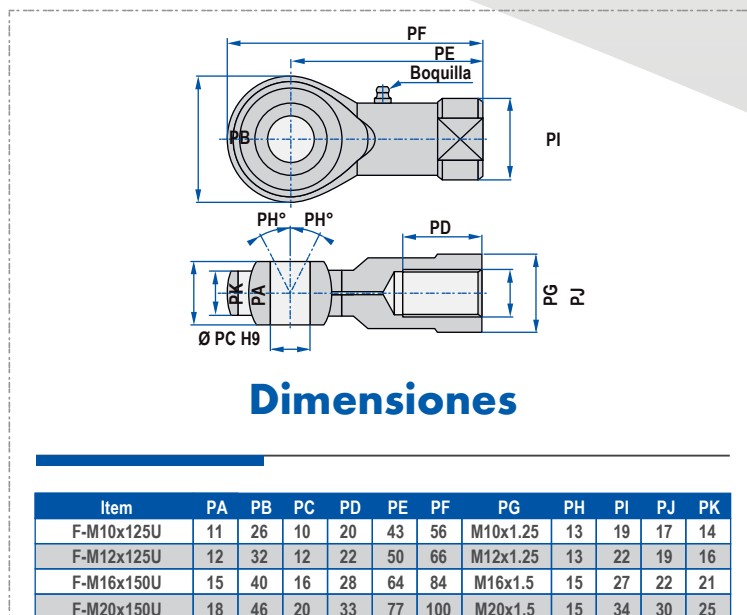 PF
PE
Boquilla
PB
PI
PH° PH°
PD
PK
PA
PG
PJ
Ø PC H9
Dimensiones
Item PA PB PC PD PE PF PG PH PI PJ PK
F-M10x125U 11 26 10 20 43 56 M10x1.25 13 19 17 14
F-M12x125U 12 32 12 22 50 66 M12x1.25 13 22 19 16
F-M16x150U 15 40 16 28 64 84 M16x1.5 15 27 22 21
F-M20x150U 18 46 20 33 77 100 M20x1.5 15 34 30 25